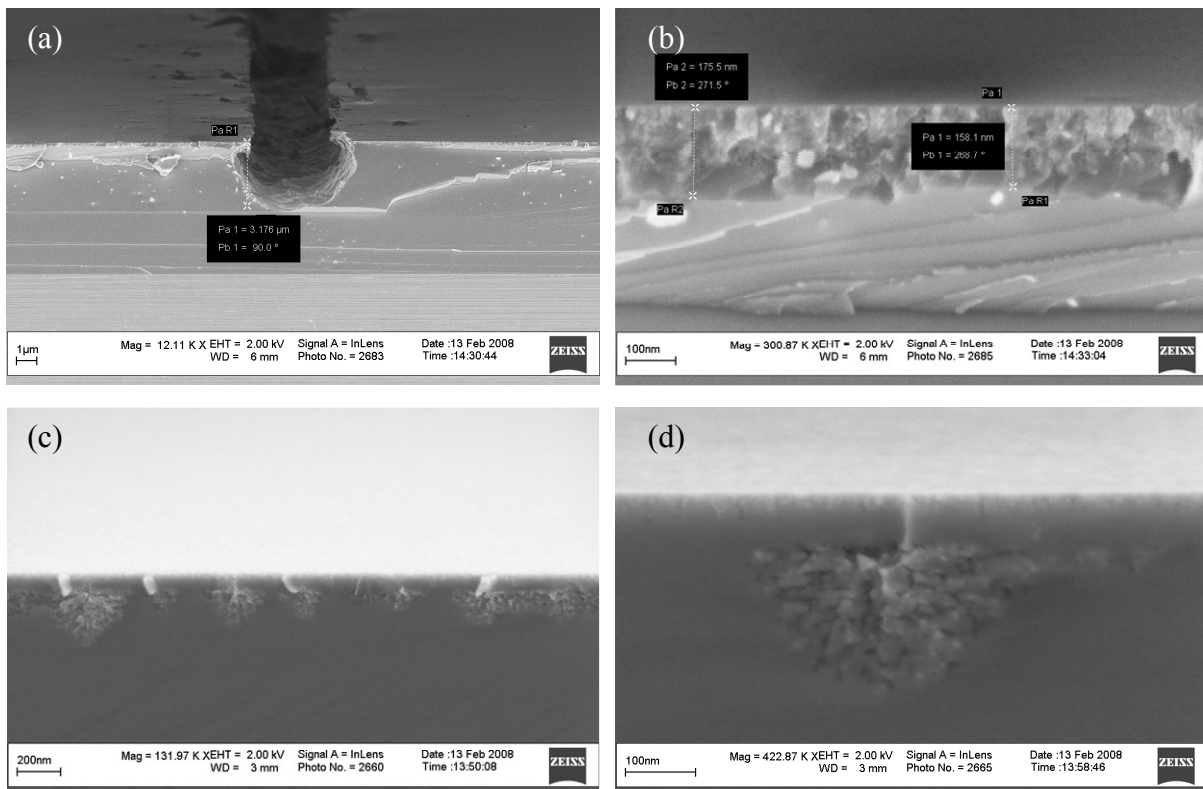 (a)
Pa R1
Pa 1 = 3.176 µm
Pb 1 = 90.0 °
1µm
Mag = 12.11 K X EHT = 2.00 kV Signal A = InLens Date :13 Feb 2008
WD = 6 mm Photo No. = 2683 Time :14:30:44
ZEISS
(b)
Pa 2 = 175.5 nm
Pb 2 = 271.5 °
Pa 1
Pa 1 = 158.1 nm
Pb 1 = 268.7 °
Pa R2
Pa R1
100nm
Mag = 300.87 K X EHT = 2.00 kV Signal A = InLens Date :13 Feb 2008
WD = 6 mm Photo No. = 2685 Time :14:33:04
ZEISS
(c)
200nm
Mag = 131.97 K X EHT = 2.00 kV Signal A = InLens Date :13 Feb 2008
WD = 3 mm Photo No. = 2660 Time :13:50:08
ZEISS
(d)
100nm
Mag = 422.87 K X EHT = 2.00 kV Signal A = InLens Date :13 Feb 2008
WD = 3 mm Photo No. = 2665 Time :13:58:46
ZEISS